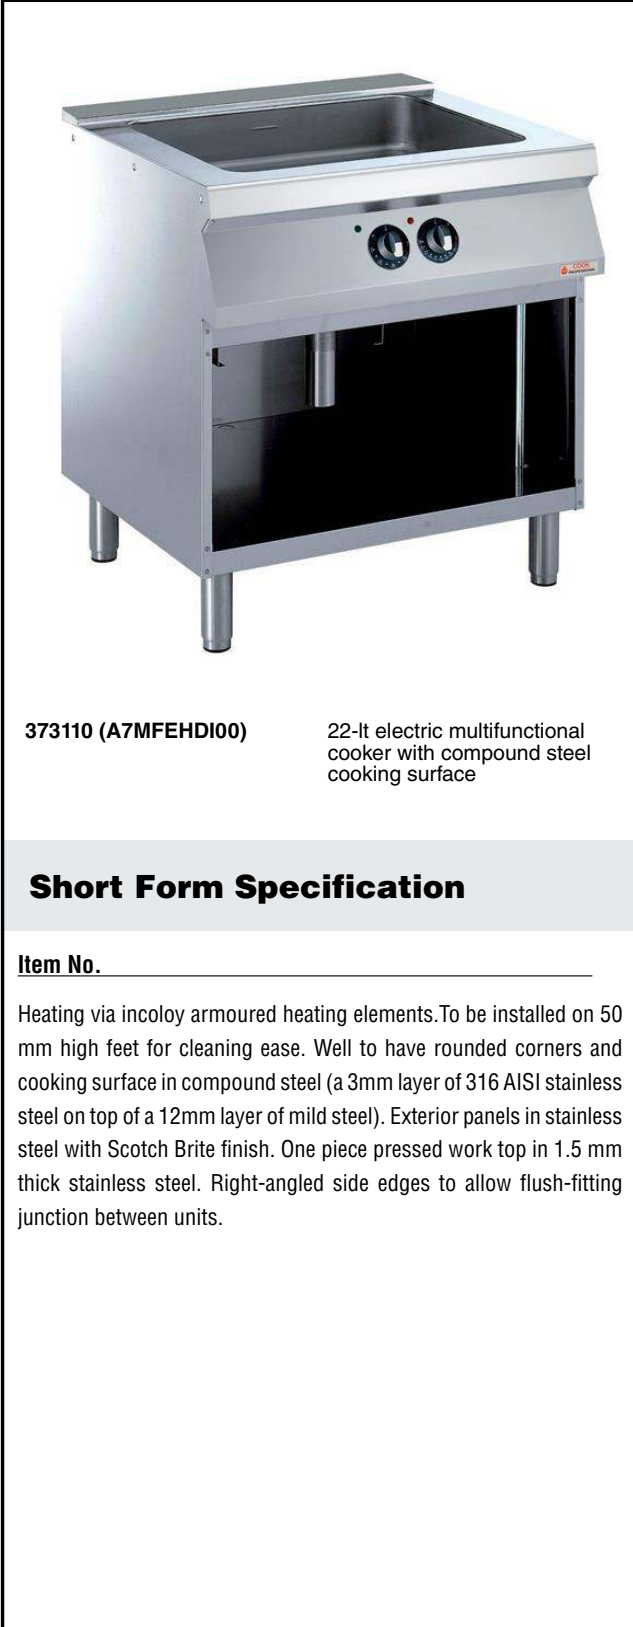 COOK
PROFESSIONAL
373110 (A7MFEHDI00)
22-lt electric multifunctional
cooker with compound steel
cooking surface
Short Form Specification
Item No.
Heating via incoloy armoured heating elements.To be installed on 50
mm high feet for cleaning ease. Well to have rounded corners and
cooking surface in compound steel (a 3mm layer of 316 AISI stainless
steel on top of a 12mm layer of mild steel). Exterior panels in stainless
steel with Scotch Brite finish. One piece pressed work top in 1.5 mm
thick stainless steel. Right-angled side edges to allow flush-fitting
junction between units.